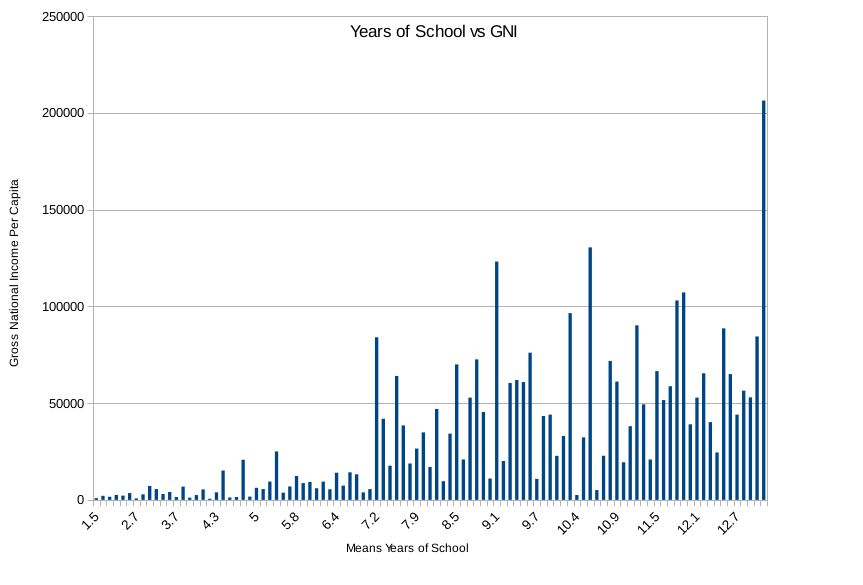 Years of School vs GNI
Gross National Income Per Capita
250000
200000
150000
100000
50000
0
1.5 2.7 3.7 4.3 5 5.8 6.4 7.2 7.9 8.5 9.1 9.7 10.4 10.9 11.5 12.1 12.7
Means Years of School